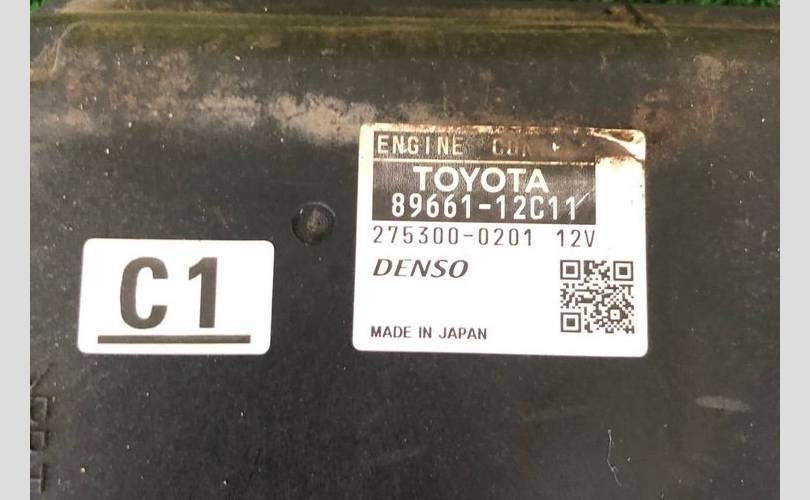 ENGINE
TOYOTA
89661-12C11
275300-0201 12V
DENSO
MADE IN JAPAN
C1